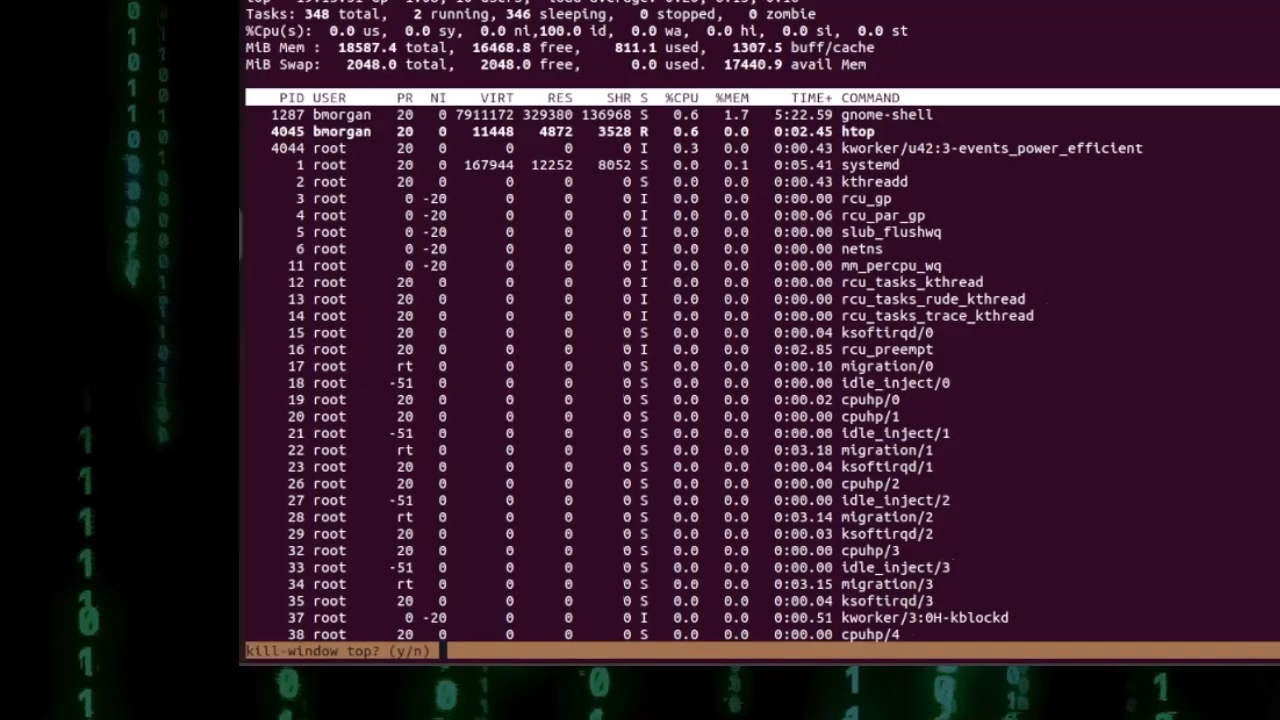 Tasks: 348 total,   2 running, 346 sleeping,   0 stopped,   0 zombie
%Cpu(s):  0.0 us,  0.0 sy,  0.0 ni,100.0 id,  0.0 wa,  0.0 hi,  0.0 si,  0.0 st
MiB Mem :  18587.4 total,  16468.8 free,    811.1 used,   1307.5 buff/cache
MiB Swap:   2048.0 total,   2048.0 free,      0.0 used.  17440.9 avail Mem
PID USER      PR  NI    VIRT    RES    SHR S  %CPU  %MEM     TIME+ COMMAND
1287 bmorgan   20   0 7911172 329380 136968 S   0.6   1.7   5:22.59 gnome-shell
4045 bmorgan   20   0   11448   4872   3528 R   0.6   0.0   0:02.45 htop
4044 root      20   0       0      0      0 I   0.3   0.0   0:00.43 kworker/u42:3-events_power_efficient
1 root      20   0  167944  12252   8052 S   0.0   0.1   0:05.41 systemd
2 root      20   0       0      0      0 S   0.0   0.0   0:00.43 kthreadd
3 root       0 -20       0      0      0 I   0.0   0.0   0:00.00 rcu_gp
4 root       0 -20       0      0      0 I   0.0   0.0   0:00.06 rcu_par_gp
5 root       0 -20       0      0      0 I   0.0   0.0   0:00.00 slub_flushwq
6 root       0 -20       0      0      0 I   0.0   0.0   0:00.00 netns
11 root       0 -20       0      0      0 I   0.0   0.0   0:00.00 mm_percpu_wq
12 root      20   0       0      0      0 I   0.0   0.0   0:00.00 rcu_tasks_kthread
13 root      20   0       0      0      0 I   0.0   0.0   0:00.00 rcu_tasks_rude_kthread
14 root      20   0       0      0      0 I   0.0   0.0   0:00.00 rcu_tasks_trace_kthread
15 root      20   0       0      0      0 S   0.0   0.0   0:00.04 ksoftirqd/0
16 root      20   0       0      0      0 I   0.0   0.0   0:02.85 rcu_preempt
17 root      rt   0       0      0      0 S   0.0   0.0   0:00.10 migration/0
18 root     -51   0       0      0      0 S   0.0   0.0   0:00.00 idle_inject/0
19 root      20   0       0      0      0 S   0.0   0.0   0:00.02 cpuhp/0
20 root      20   0       0      0      0 S   0.0   0.0   0:00.00 cpuhp/1
21 root     -51   0       0      0      0 S   0.0   0.0   0:00.00 idle_inject/1
22 root      rt   0       0      0      0 S   0.0   0.0   0:03.18 migration/1
23 root      20   0       0      0      0 S   0.0   0.0   0:00.04 ksoftirqd/1
26 root      20   0       0      0      0 S   0.0   0.0   0:00.00 cpuhp/2
27 root     -51   0       0      0      0 S   0.0   0.0   0:00.00 idle_inject/2
28 root      rt   0       0      0      0 S   0.0   0.0   0:03.14 migration/2
29 root      20   0       0      0      0 S   0.0   0.0   0:00.03 ksoftirqd/2
32 root      20   0       0      0      0 S   0.0   0.0   0:00.00 cpuhp/3
33 root     -51   0       0      0      0 S   0.0   0.0   0:00.00 idle_inject/3
34 root      rt   0       0      0      0 S   0.0   0.0   0:03.15 migration/3
35 root      20   0       0      0      0 S   0.0   0.0   0:00.04 ksoftirqd/3
37 root       0 -20       0      0      0 I   0.0   0.0   0:00.51 kworker/3:0H-kblockd
38 root      20   0       0      0      0 S   0.0   0.0   0:00.00 cpuhp/4
kill-window top? (y/n)